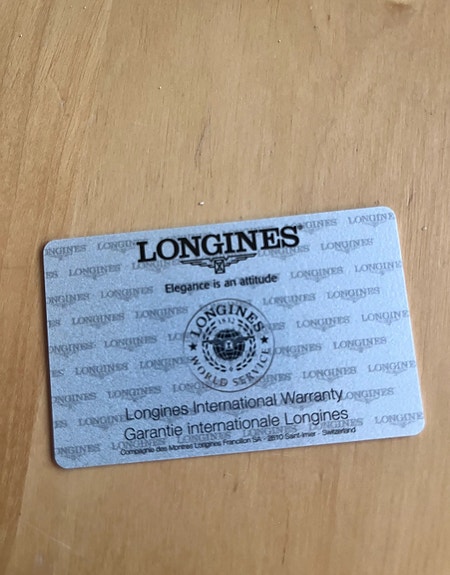 LONGINES®
Elegance is an attitude
LONGINES
1832
WORLD SERVICE
Longines International Warranty
Garantie internationale Longines
Compagnie des Montres Longines Francillon SA - 2610 Saint-Imier - Switzerland